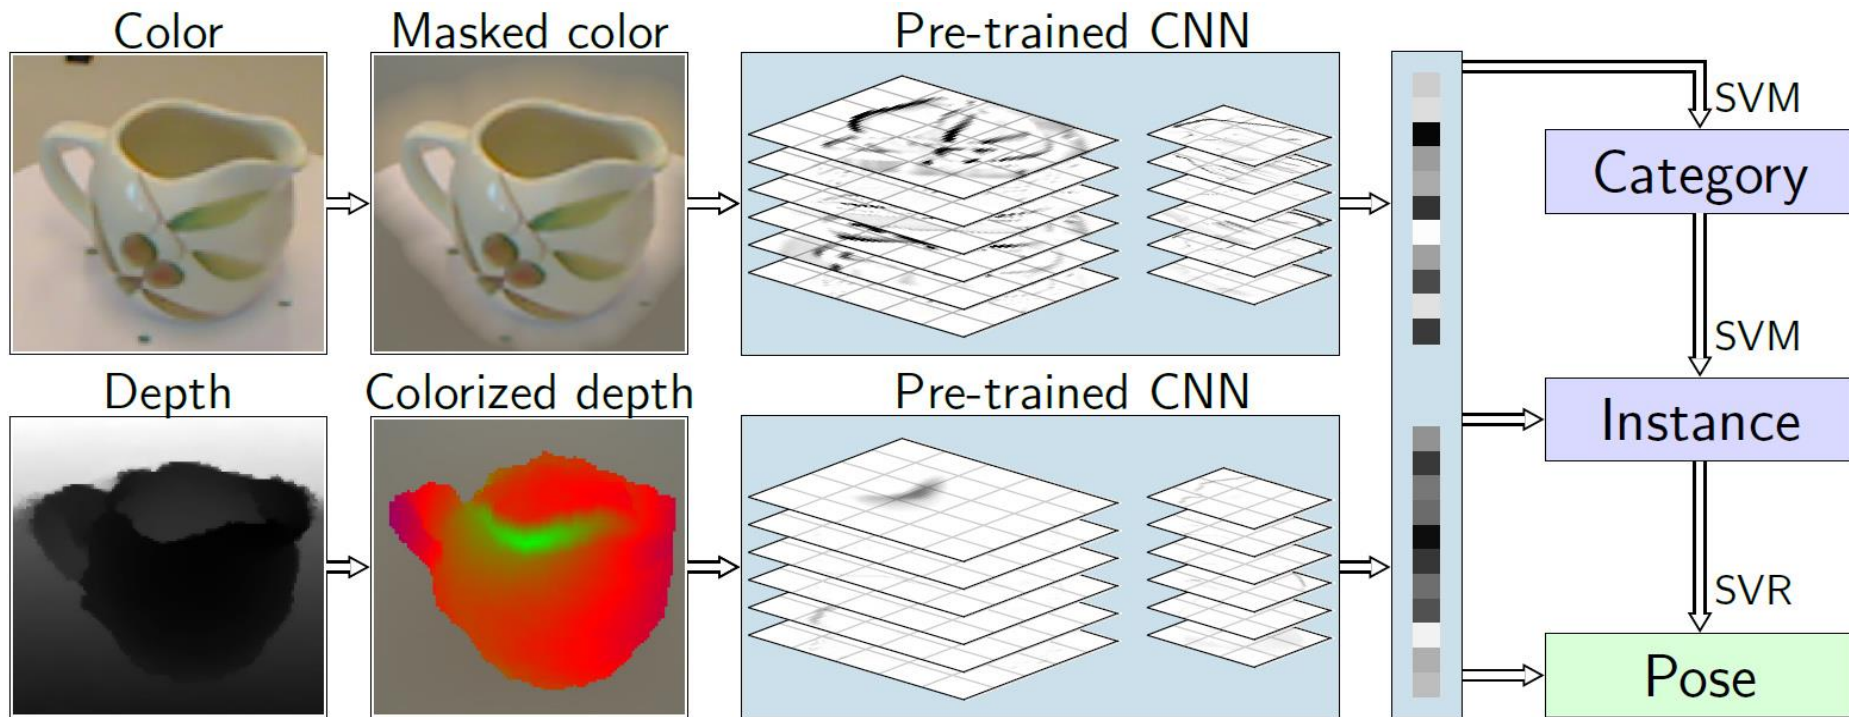 Color
Masked color
Pre-trained CNN
SVM
Category
SVM
Depth
Colorized depth
Pre-trained CNN
Instance
SVR
Pose